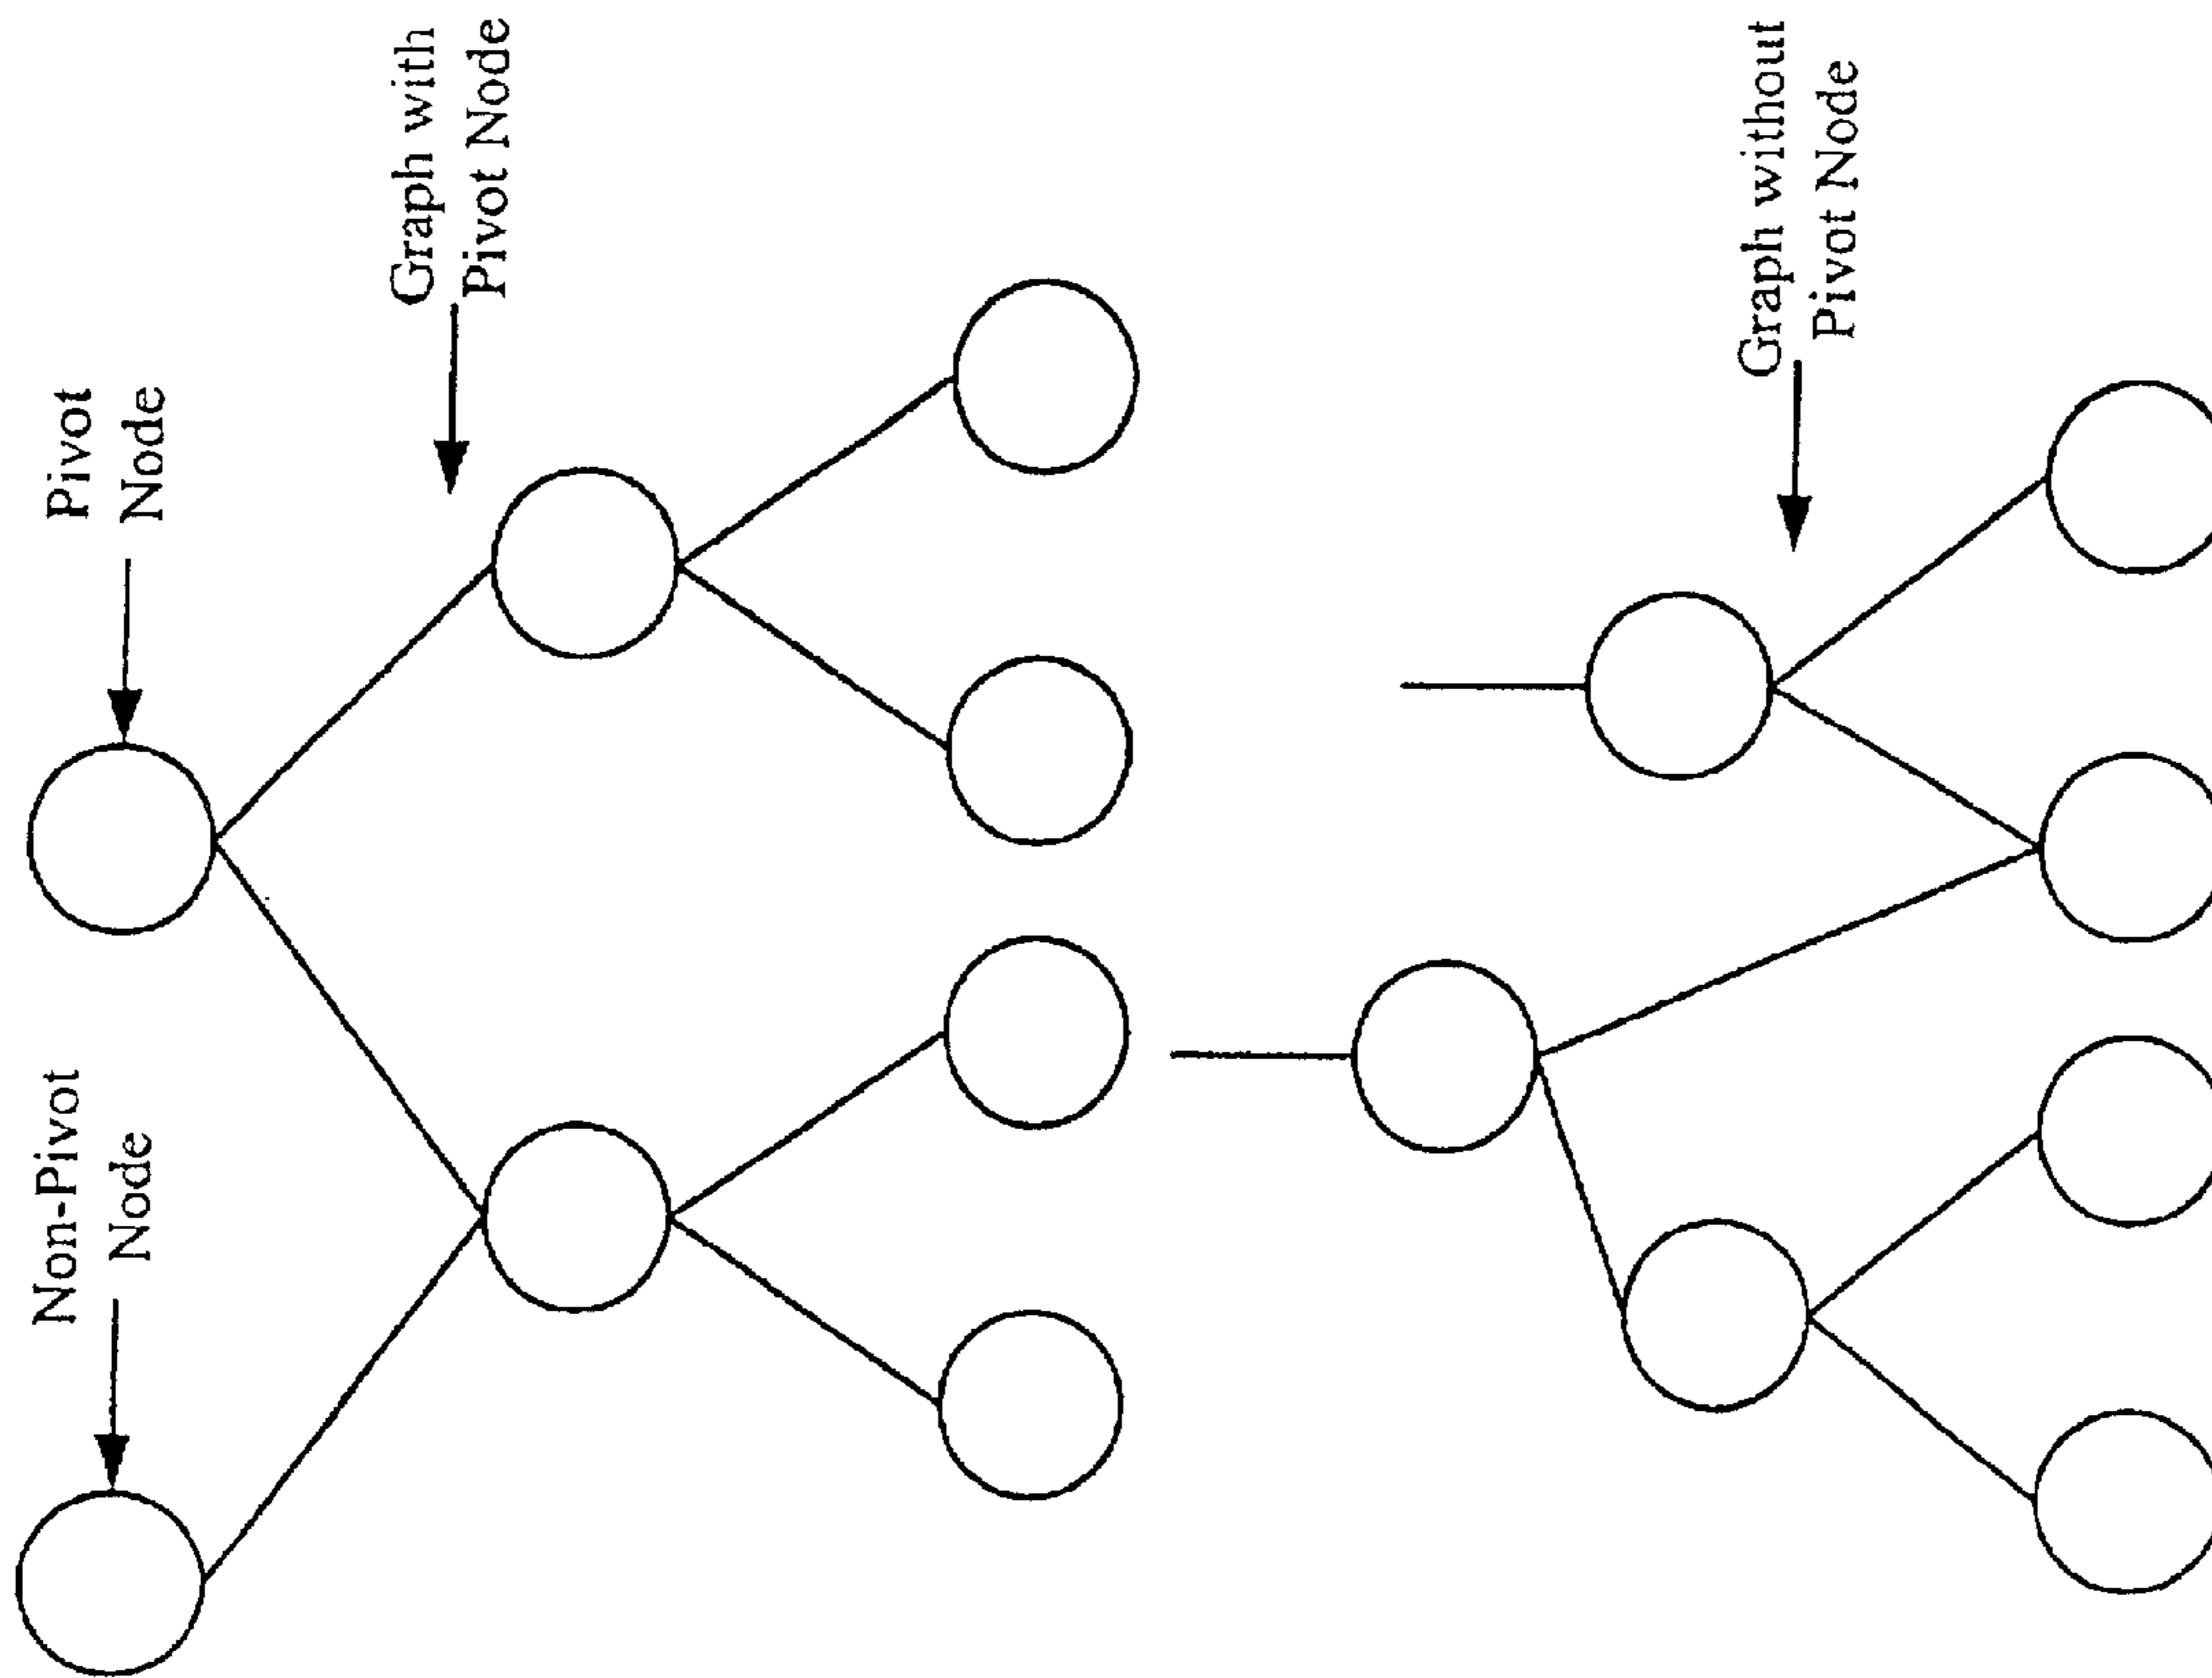 Non-Pivot
Node
Pivot
Node
Graph with
Pivot Node
Graph without
Pivot Node